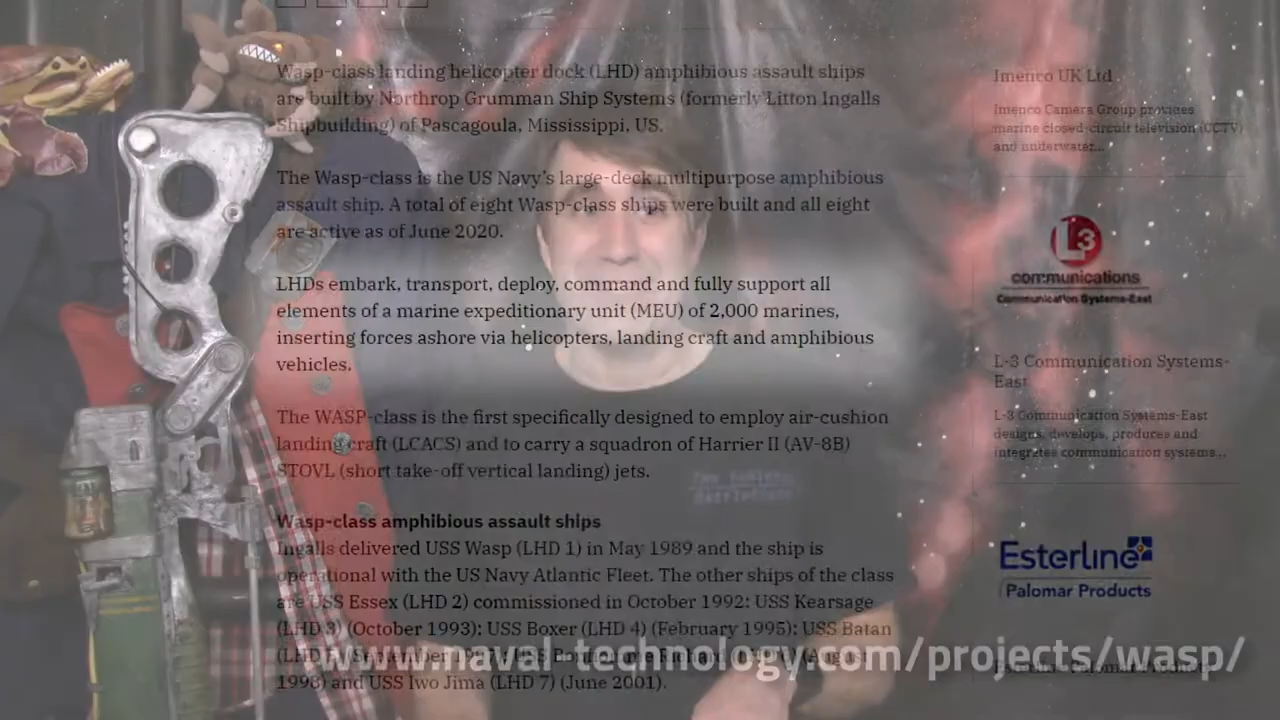 Wasp-class landing helicopter dock (LHD) amphibious assault ships
are built by Northrop Grumman Ship Systems (formerly Litton Ingalls
Shipbuilding) of Pascagoula, Mississippi, US.
The Wasp-class is the US Navy's large-deck multipurpose amphibious
assault ship. A total of eight Wasp-class ships were built and all eight
are active as of June 2020.
LHDs embark, transport, deploy, command and fully support all
elements of a marine expeditionary unit (MEU) of 2,000 marines,
inserting forces ashore via helicopters, landing craft and amphibious
vehicles.
The WASP-class is the first specifically designed to employ air-cushion
landing craft (LCACS) and to carry a squadron of Harrier II (AV-8B)
STOVL (short take-off vertical landing) jets.
Wasp-class amphibious assault ships
Ingalls delivered USS Wasp (LHD 1) in May 1989 and the ship is
operational with the US Navy Atlantic Fleet. The other ships of the class
are USS Essex (LHD 2) commissioned in October 1992: USS Kearsage
(LHD 3) (October 1993): USS Boxer (LHD 4) (February 1995): USS Batan
1998) and USS Iwo Jima (LHD 7) (June 2001).
www.naval-technology/com/projects/wasp/
Imenco UK Ltd
Imenco Camera Group provides
marine closed-circuit television (CCTV)
and underwater...
L3
communications
Communication Systems-East
L-3 Communication Systems-
East
L-3 Communication Systems-East
designs, develops, produces and
integrates communication systems...
Esterline
Palomar Products